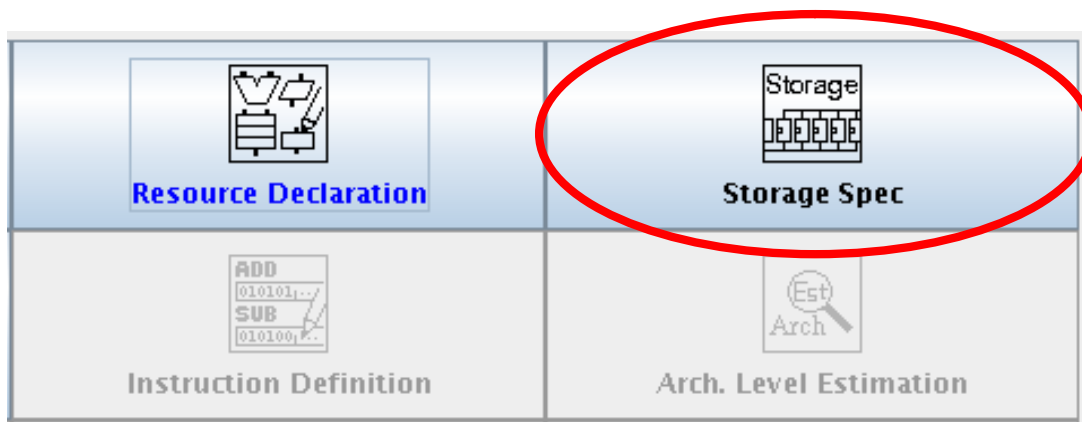 Storage
Resource Declaration
Storage Spec
ADD
010101
SUB
010100
Est
Arch
Instruction Definition
Arch. Level Estimation